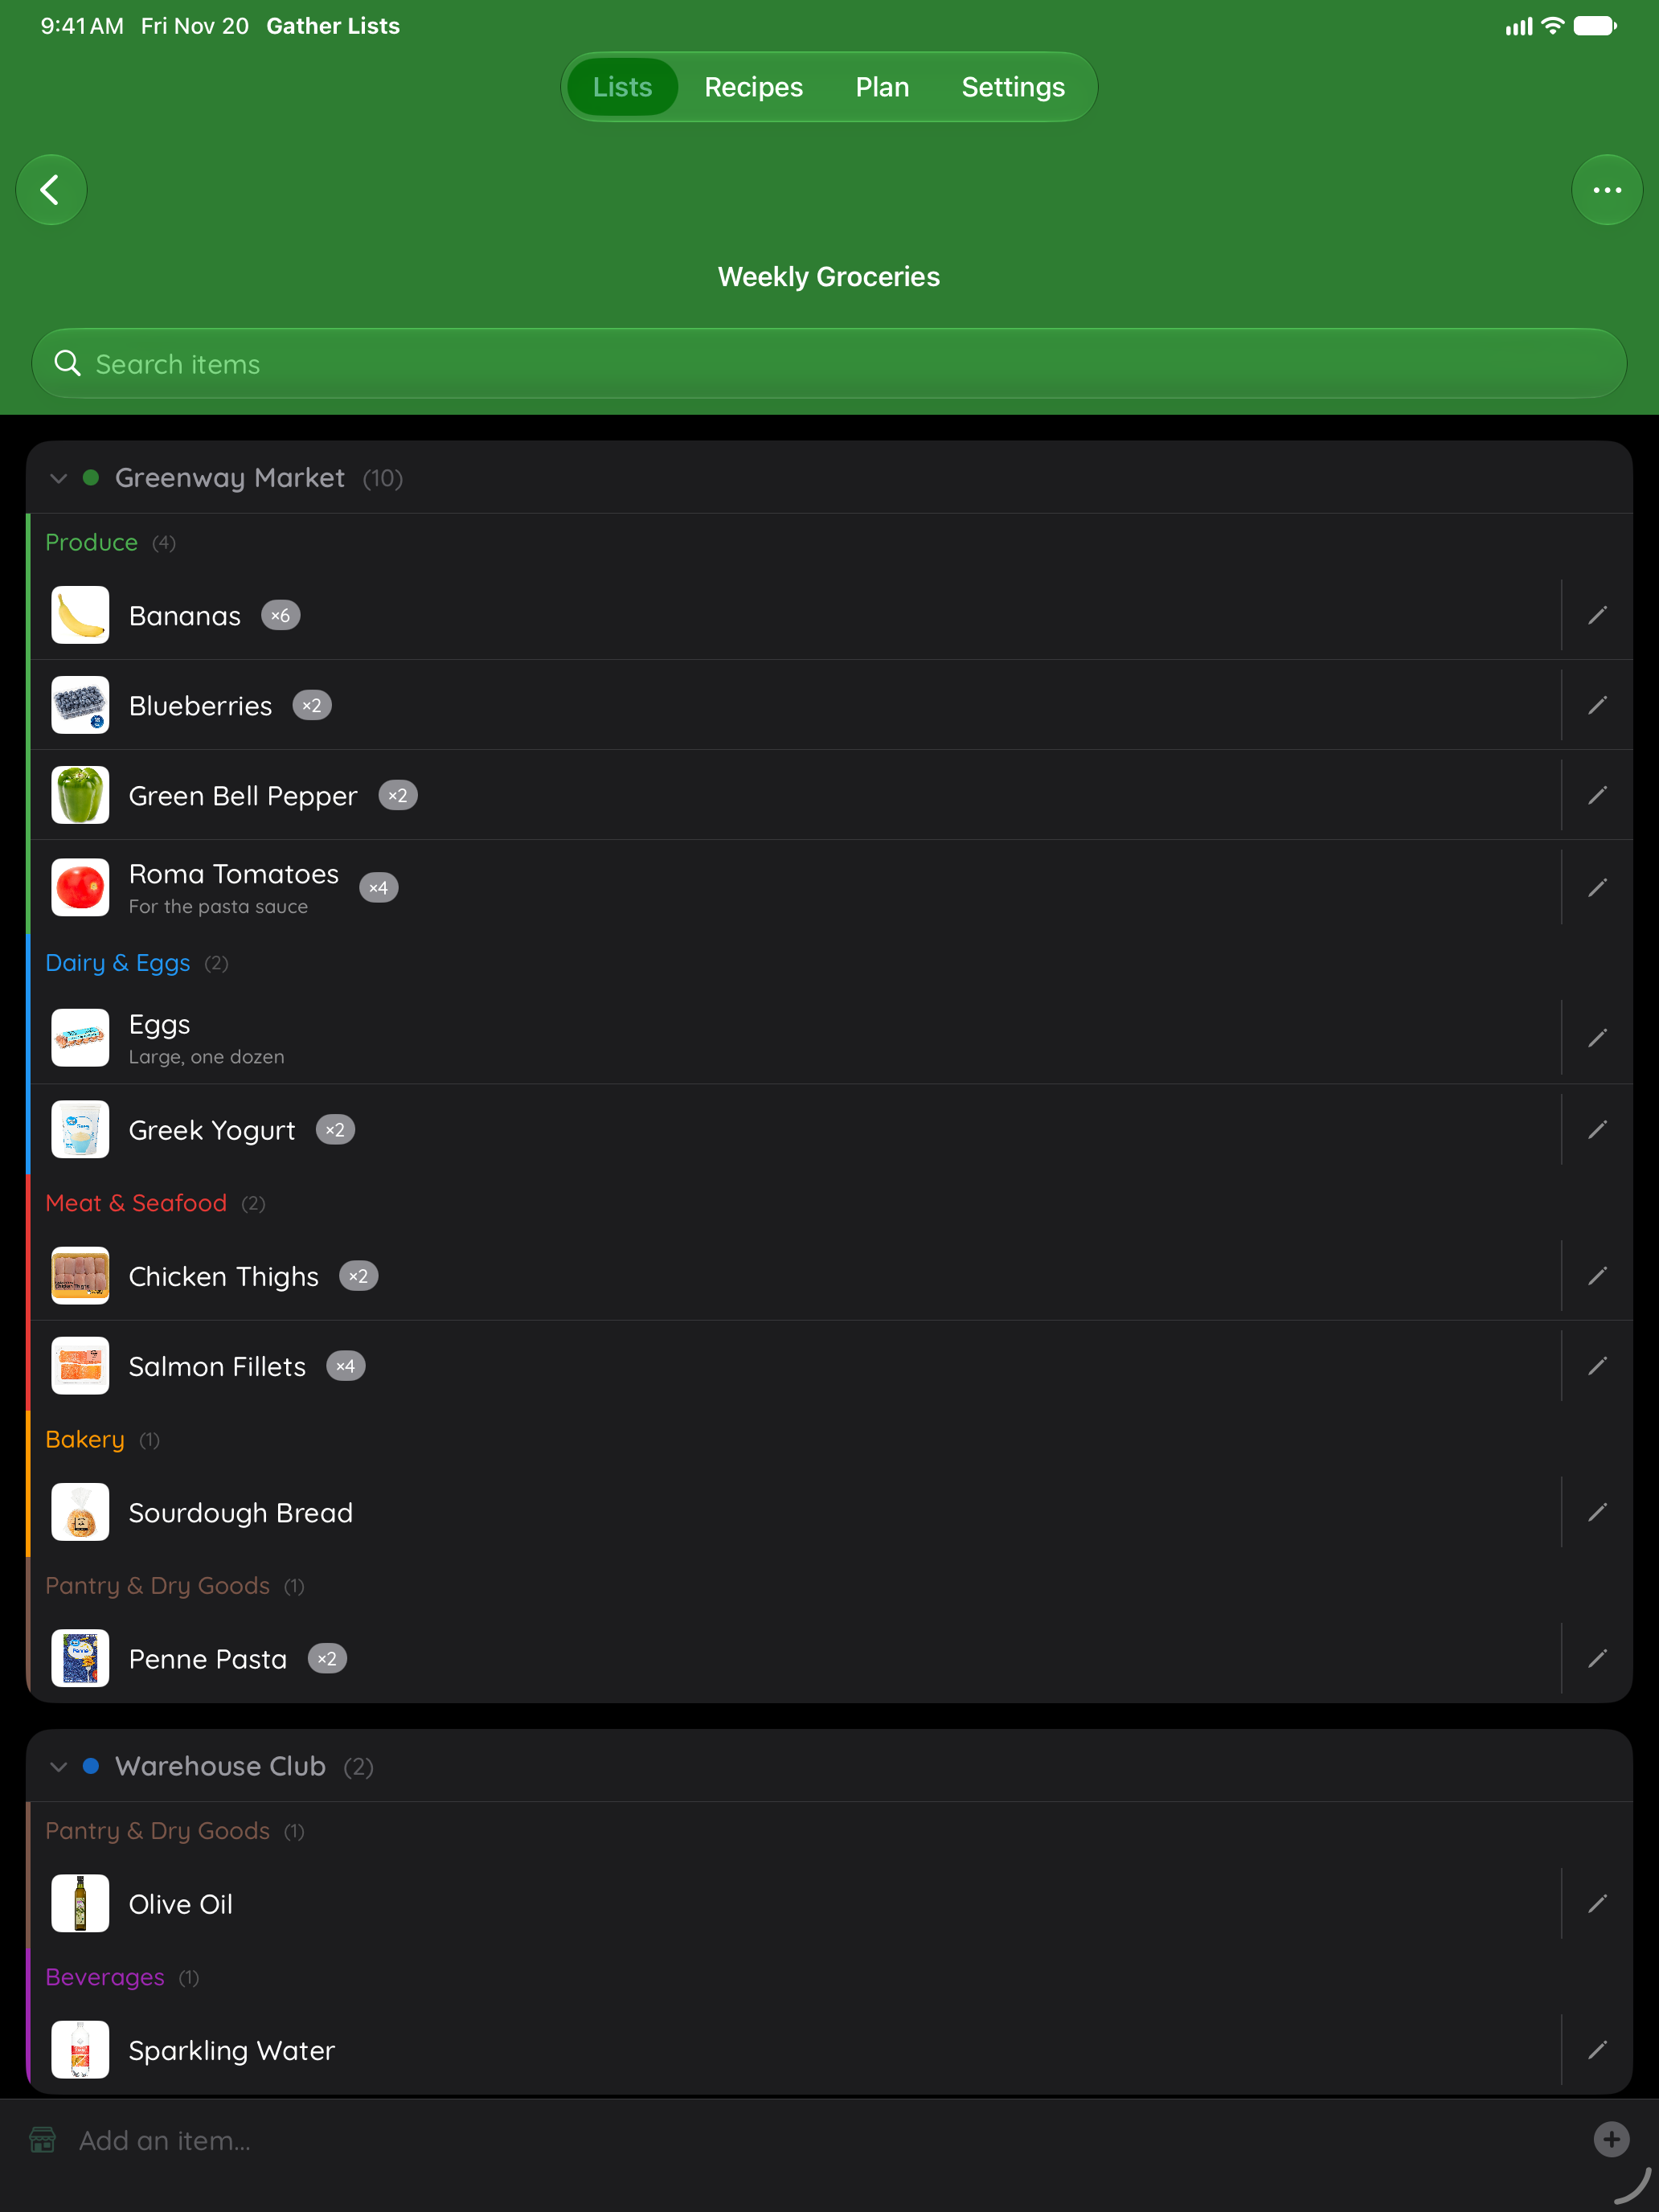 9:41 AM Fri Nov 20 Gather Lists
Lists Recipes Plan Settings
Weekly Groceries
Search items
Greenway Market (10)
Produce (4)
Bananas ×6
Blueberries ×2
Green Bell Pepper ×2
Roma Tomatoes ×4
For the pasta sauce
Dairy & Eggs (2)
Eggs
Large, one dozen
Greek Yogurt ×2
Meat & Seafood (2)
Chicken Thighs ×2
Salmon Fillets ×4
Bakery (1)
Sourdough Bread
Pantry & Dry Goods (1)
Penne Pasta ×2
Warehouse Club (2)
Pantry & Dry Goods (1)
Olive Oil
Beverages (1)
Sparkling Water
Add an item...